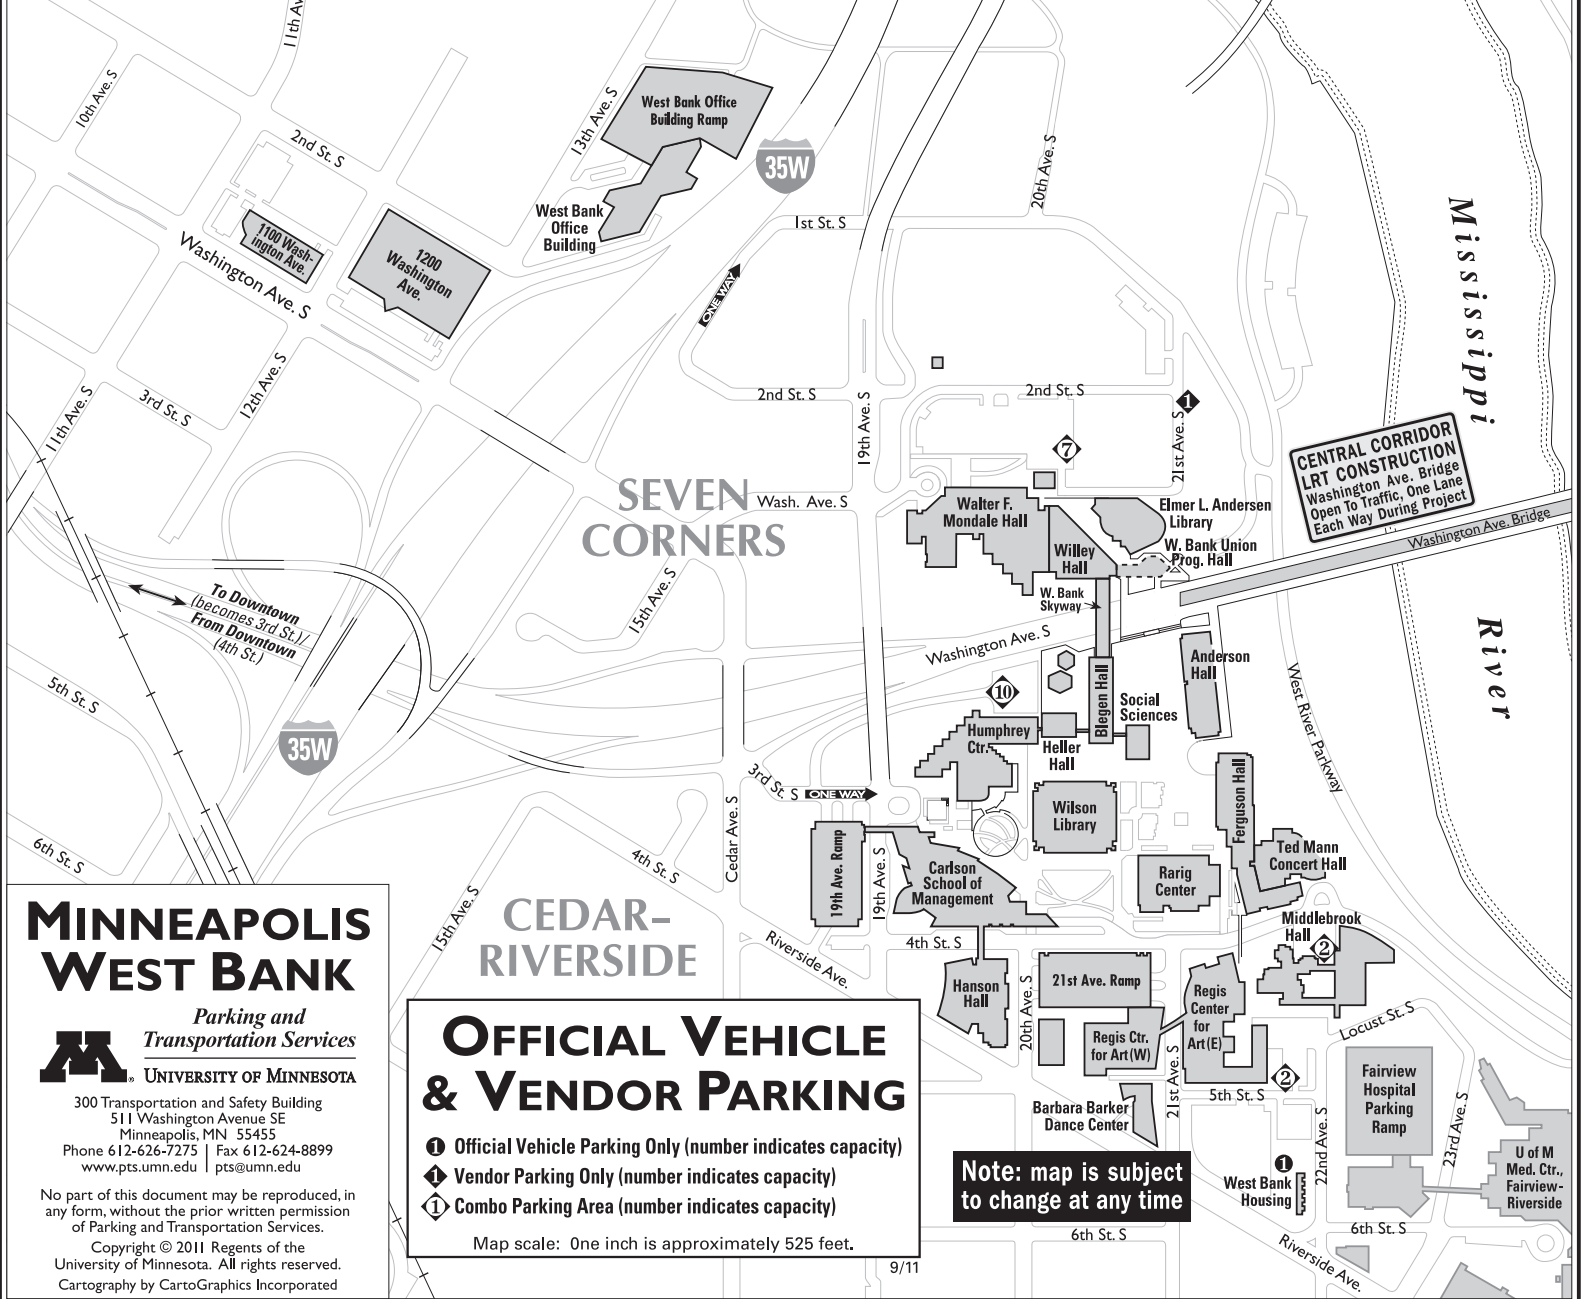 11th Av
10th Ave. S
2nd St. S
13th Ave. S
West Bank Office
Building Ramp
35W
20th Ave. S
West Bank
Office
Building
1st St. S
Mississippi
River
1100 Wash-
ington Ave.
1200
Washington
Ave.
Washington Ave. S
ONE WAY
12th Ave. S
3rd St. S
11th Ave. S
2nd St. S
19th Ave. S
2nd St. S
1
21st Ave. S
7
CENTRAL CORRIDOR
LRT CONSTRUCTION
Washington Ave. Bridge
Open To Traffic, One Lane
Each Way During Project
Washington Ave. Bridge
SEVEN
CORNERS
Wash. Ave. S
Walter F.
Mondale Hall
Elmer L. Andersen
Library
Willey
Hall
W. Bank Union
Prog. Hall
W. Bank
Skyway
15th Ave. S
Washington Ave. S
To Downtown
(becomes 3rd St.)
From Downtown
(4th St.)
5th St. S
35W
Anderson
Hall
West River Parkway
10
Blegen Hall
Social
Sciences
Humphrey
Ctr.
Heller
Hall
3rd St. S
ONE WAY
Cedar Ave. S
Wilson
Library
Ferguson Hall
Ted Mann
Concert Hall
6th St. S
4th St. S
19th Ave. Ramp
19th Ave. S
Carlson
School of
Management
Rarig
Center
15th Ave. S
CEDAR–
RIVERSIDE
Riverside Ave.
4th St. S
Middlebrook
Hall
2
Hanson
Hall
20th Ave. S
21st Ave. Ramp
Regis
Center
for
Art(E)
Regis Ctr.
for Art(W)
Locust St. S
21st Ave. S
2
5th St. S
Fairview
Hospital
Parking
Ramp
Barbara Barker
Dance Center
22nd Ave. S
23rd Ave. S
U of M
Med. Ctr.,
Fairview-
Riverside
1
West Bank
Housing
6th St. S
6th St. S
Riverside Ave.
MINNEAPOLIS
WEST BANK
Parking and
Transportation Services
M®
UNIVERSITY OF MINNESOTA
300 Transportation and Safety Building
511 Washington Avenue SE
Minneapolis, MN 55455
Phone 612-626-7275 | Fax 612-624-8899
www.pts.umn.edu | pts@umn.edu
No part of this document may be reproduced, in
any form, without the prior written permission
of Parking and Transportation Services.
Copyright © 2011 Regents of the
University of Minnesota. All rights reserved.
Cartography by CartoGraphics Incorporated
OFFICIAL VEHICLE
& VENDOR PARKING
1 Official Vehicle Parking Only (number indicates capacity)
1 Vendor Parking Only (number indicates capacity)
1 Combo Parking Area (number indicates capacity)
Map scale: One inch is approximately 525 feet.
9/11
Note: map is subject
to change at any time